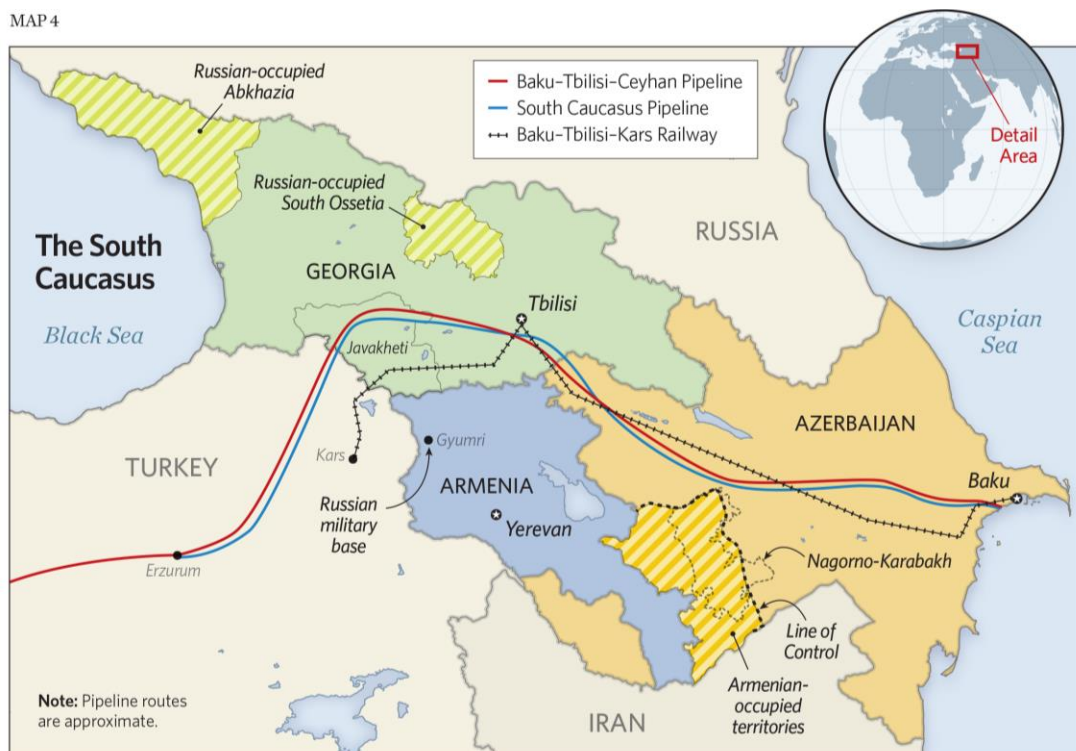 MAP 4
Russian-occupied
Abkhazia
Baku–Tbilisi–Ceyhan Pipeline
South Caucasus Pipeline
Baku–Tbilisi–Kars Railway
Detail
Area
Russian-occupied
South Ossetia
RUSSIA
The South
Caucasus
GEORGIA
Black Sea
Tbilisi
Caspian
Sea
Javakheti
AZERBAIJAN
Gyumri
TURKEY
Kars
ARMENIA
Baku
Russian
military
base
Yerevan
Erzurum
Nagorno-Karabakh
Line of
Control
Armenian-
occupied
territories
Note: Pipeline routes
are approximate.
IRAN